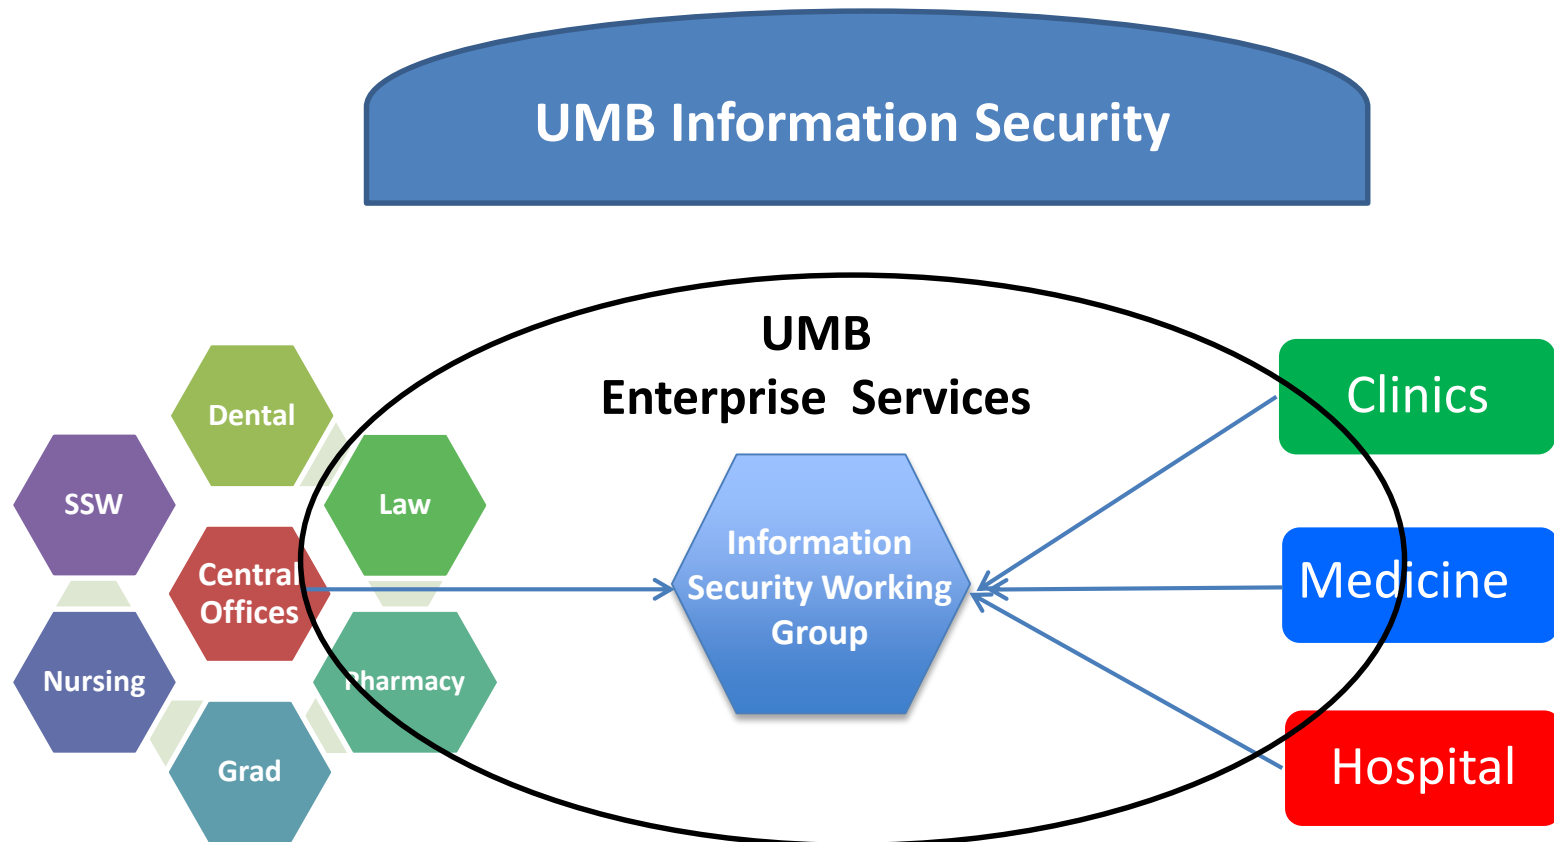 UMB Information Security
UMB
Enterprise Services
Dental
SSW
Law
Central
Offices
Nursing
Pharmacy
Grad
Information
Security Working
Group
Clinics
Medicine
Hospital